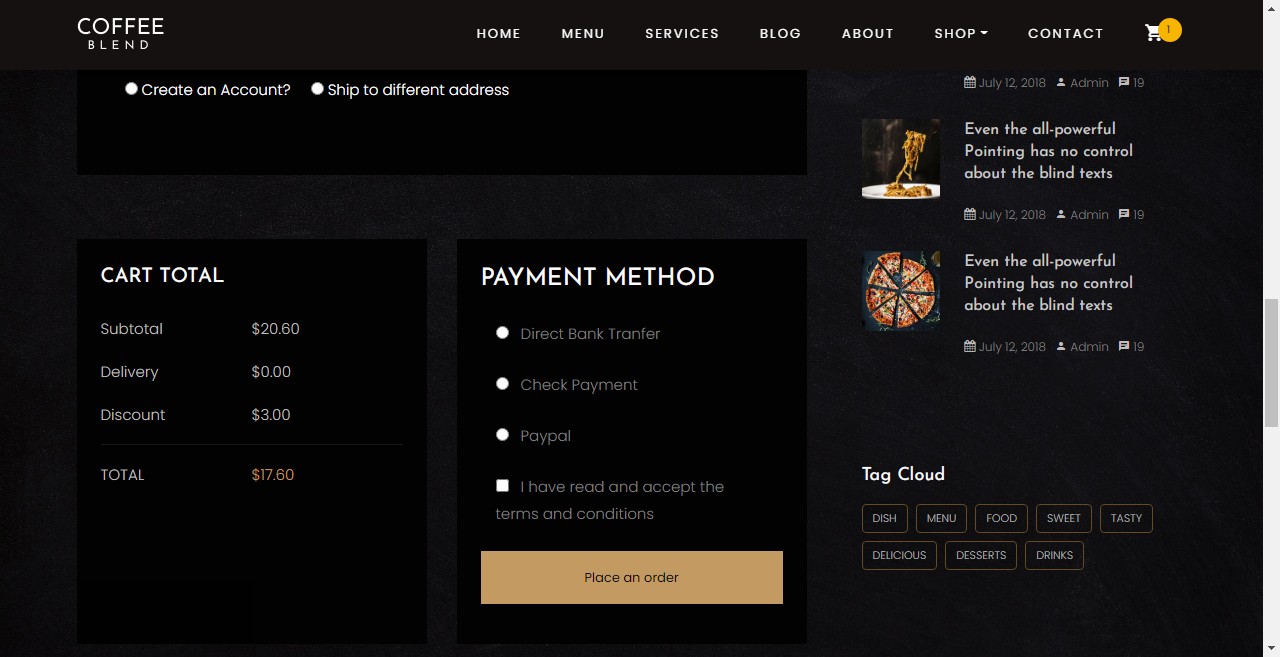 COFFEE
BLEND
HOME MENU SERVICES BLOG ABOUT SHOP CONTACT 1
Create an Account? Ship to different address
CART TOTAL
Subtotal $20.60
Delivery $0.00
Discount $3.00
TOTAL $17.60
PAYMENT METHOD
Direct Bank Tranfer
Check Payment
Paypal
I have read and accept the
terms and conditions
Place an order
July 12, 2018 Admin 19
Even the all-powerful
Pointing has no control
about the blind texts
July 12, 2018 Admin 19
Even the all-powerful
Pointing has no control
about the blind texts
July 12, 2018 Admin 19
Tag Cloud
DISH MENU FOOD SWEET TASTY
DELICIOUS DESSERTS DRINKS